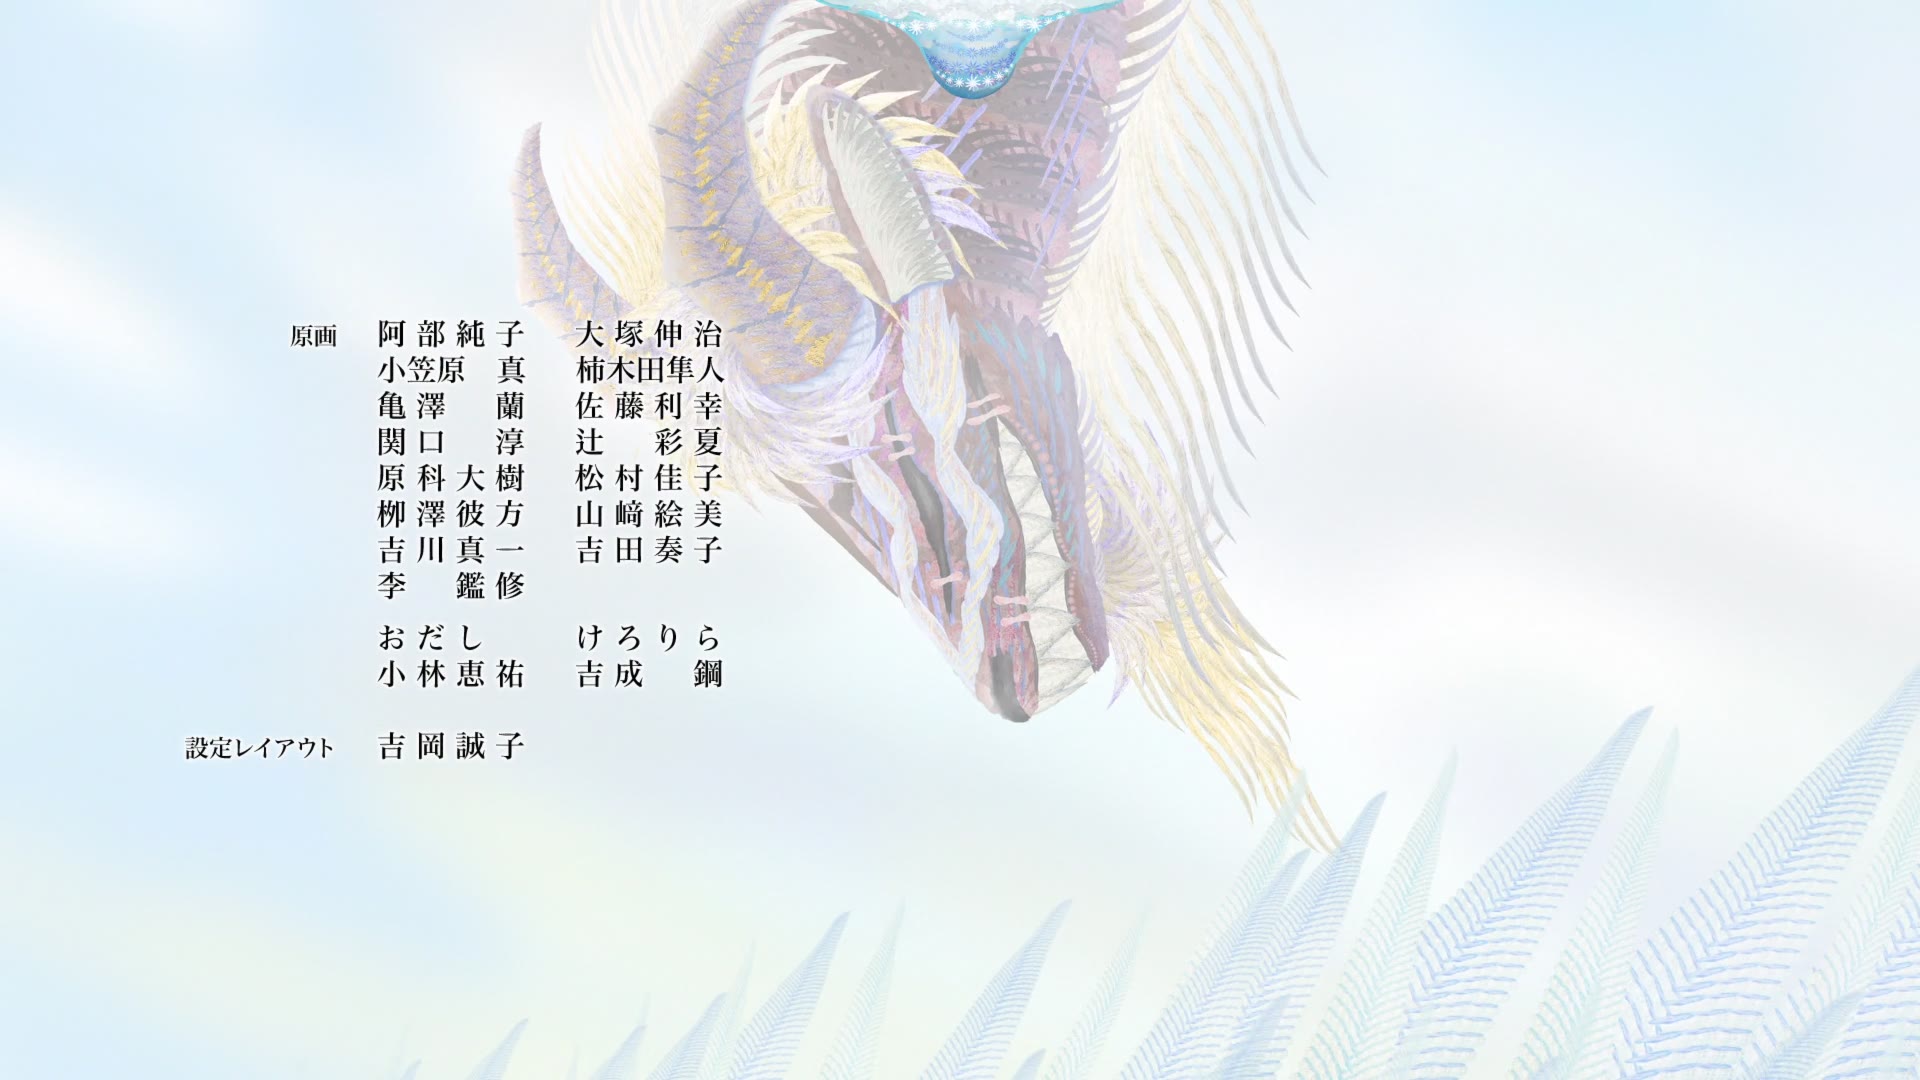 原画 阿部純子 大塚伸治
小笠原 真 柿木田隼人
亀澤 蘭 佐藤利幸
関口 淳 辻 彩夏
原科大樹 松村佳子
栁澤彼方 山﨑絵美
吉川真一 吉田奏子
李 鑑修
おだし けろりら
小林恵祐 吉成 鋼
設定レイアウト 吉岡誠子